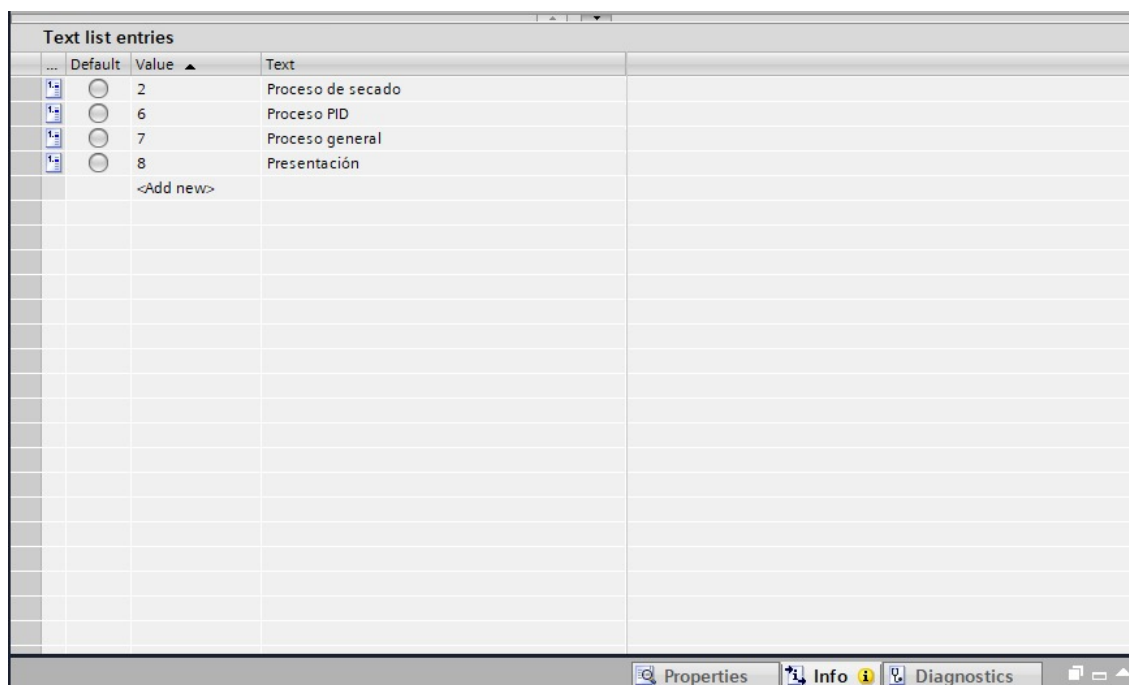 Text list entries
... Default Value Text
2 Proceso de secado
6 Proceso PID
7 Proceso general
8 Presentación
<Add new>
Properties Info Diagnostics